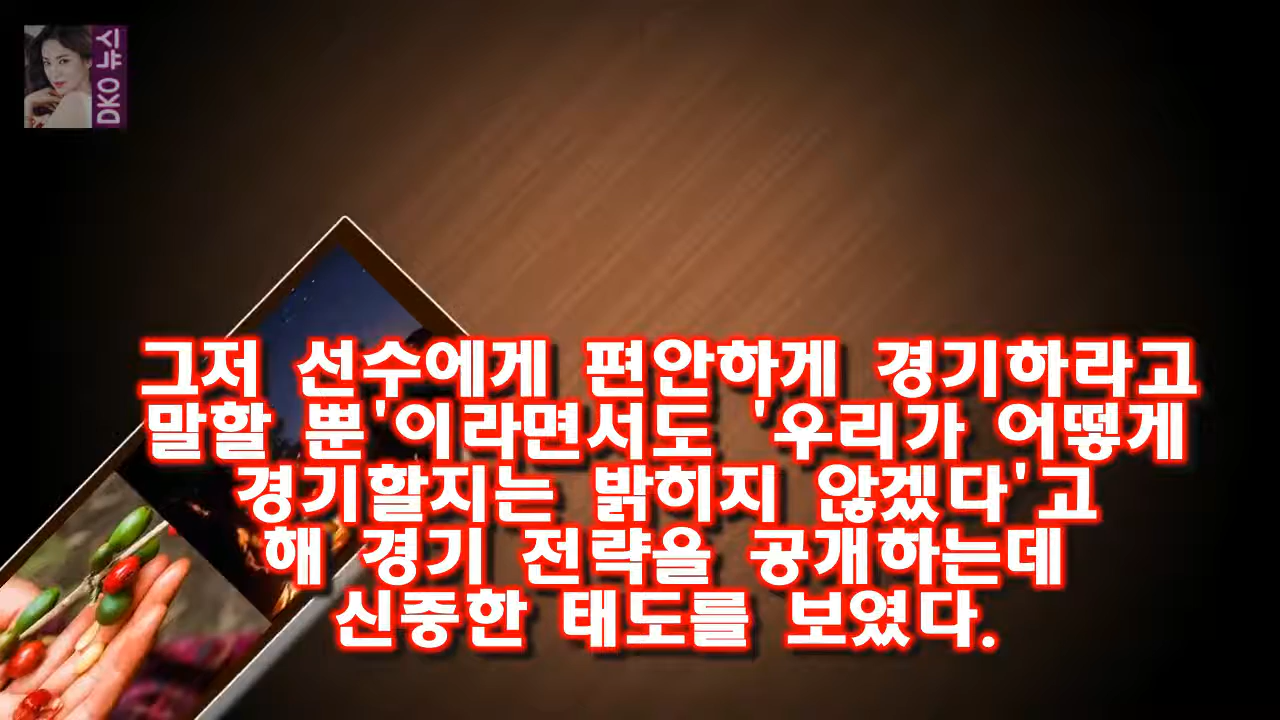 DKO 뉴스
그저 선수에게 편안하게 경기하라고
말할 뿐'이라면서도 '우리가 어떻게
경기할지는 밝히지 않겠다'고
해 경기 전략을 공개하는데
신중한 태도를 보였다.